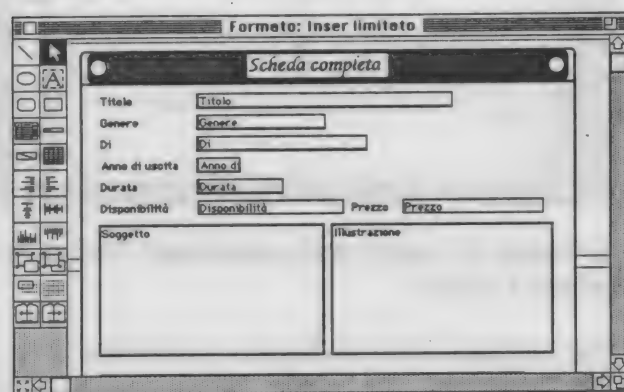 Formato: Inser limitato
Scheda completa
Titolo Titolo
Genere Genere
Di Di
Anno di uscita Anno di
Durata Durata
Disponibilità Disponibilità Prezzo Prezzo
Soggetto Illustrazione
A